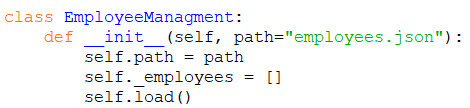 class EmployeeManagment:
    def __init__(self, path="employees.json"):
        self.path = path
        self._employees = []
        self.load()